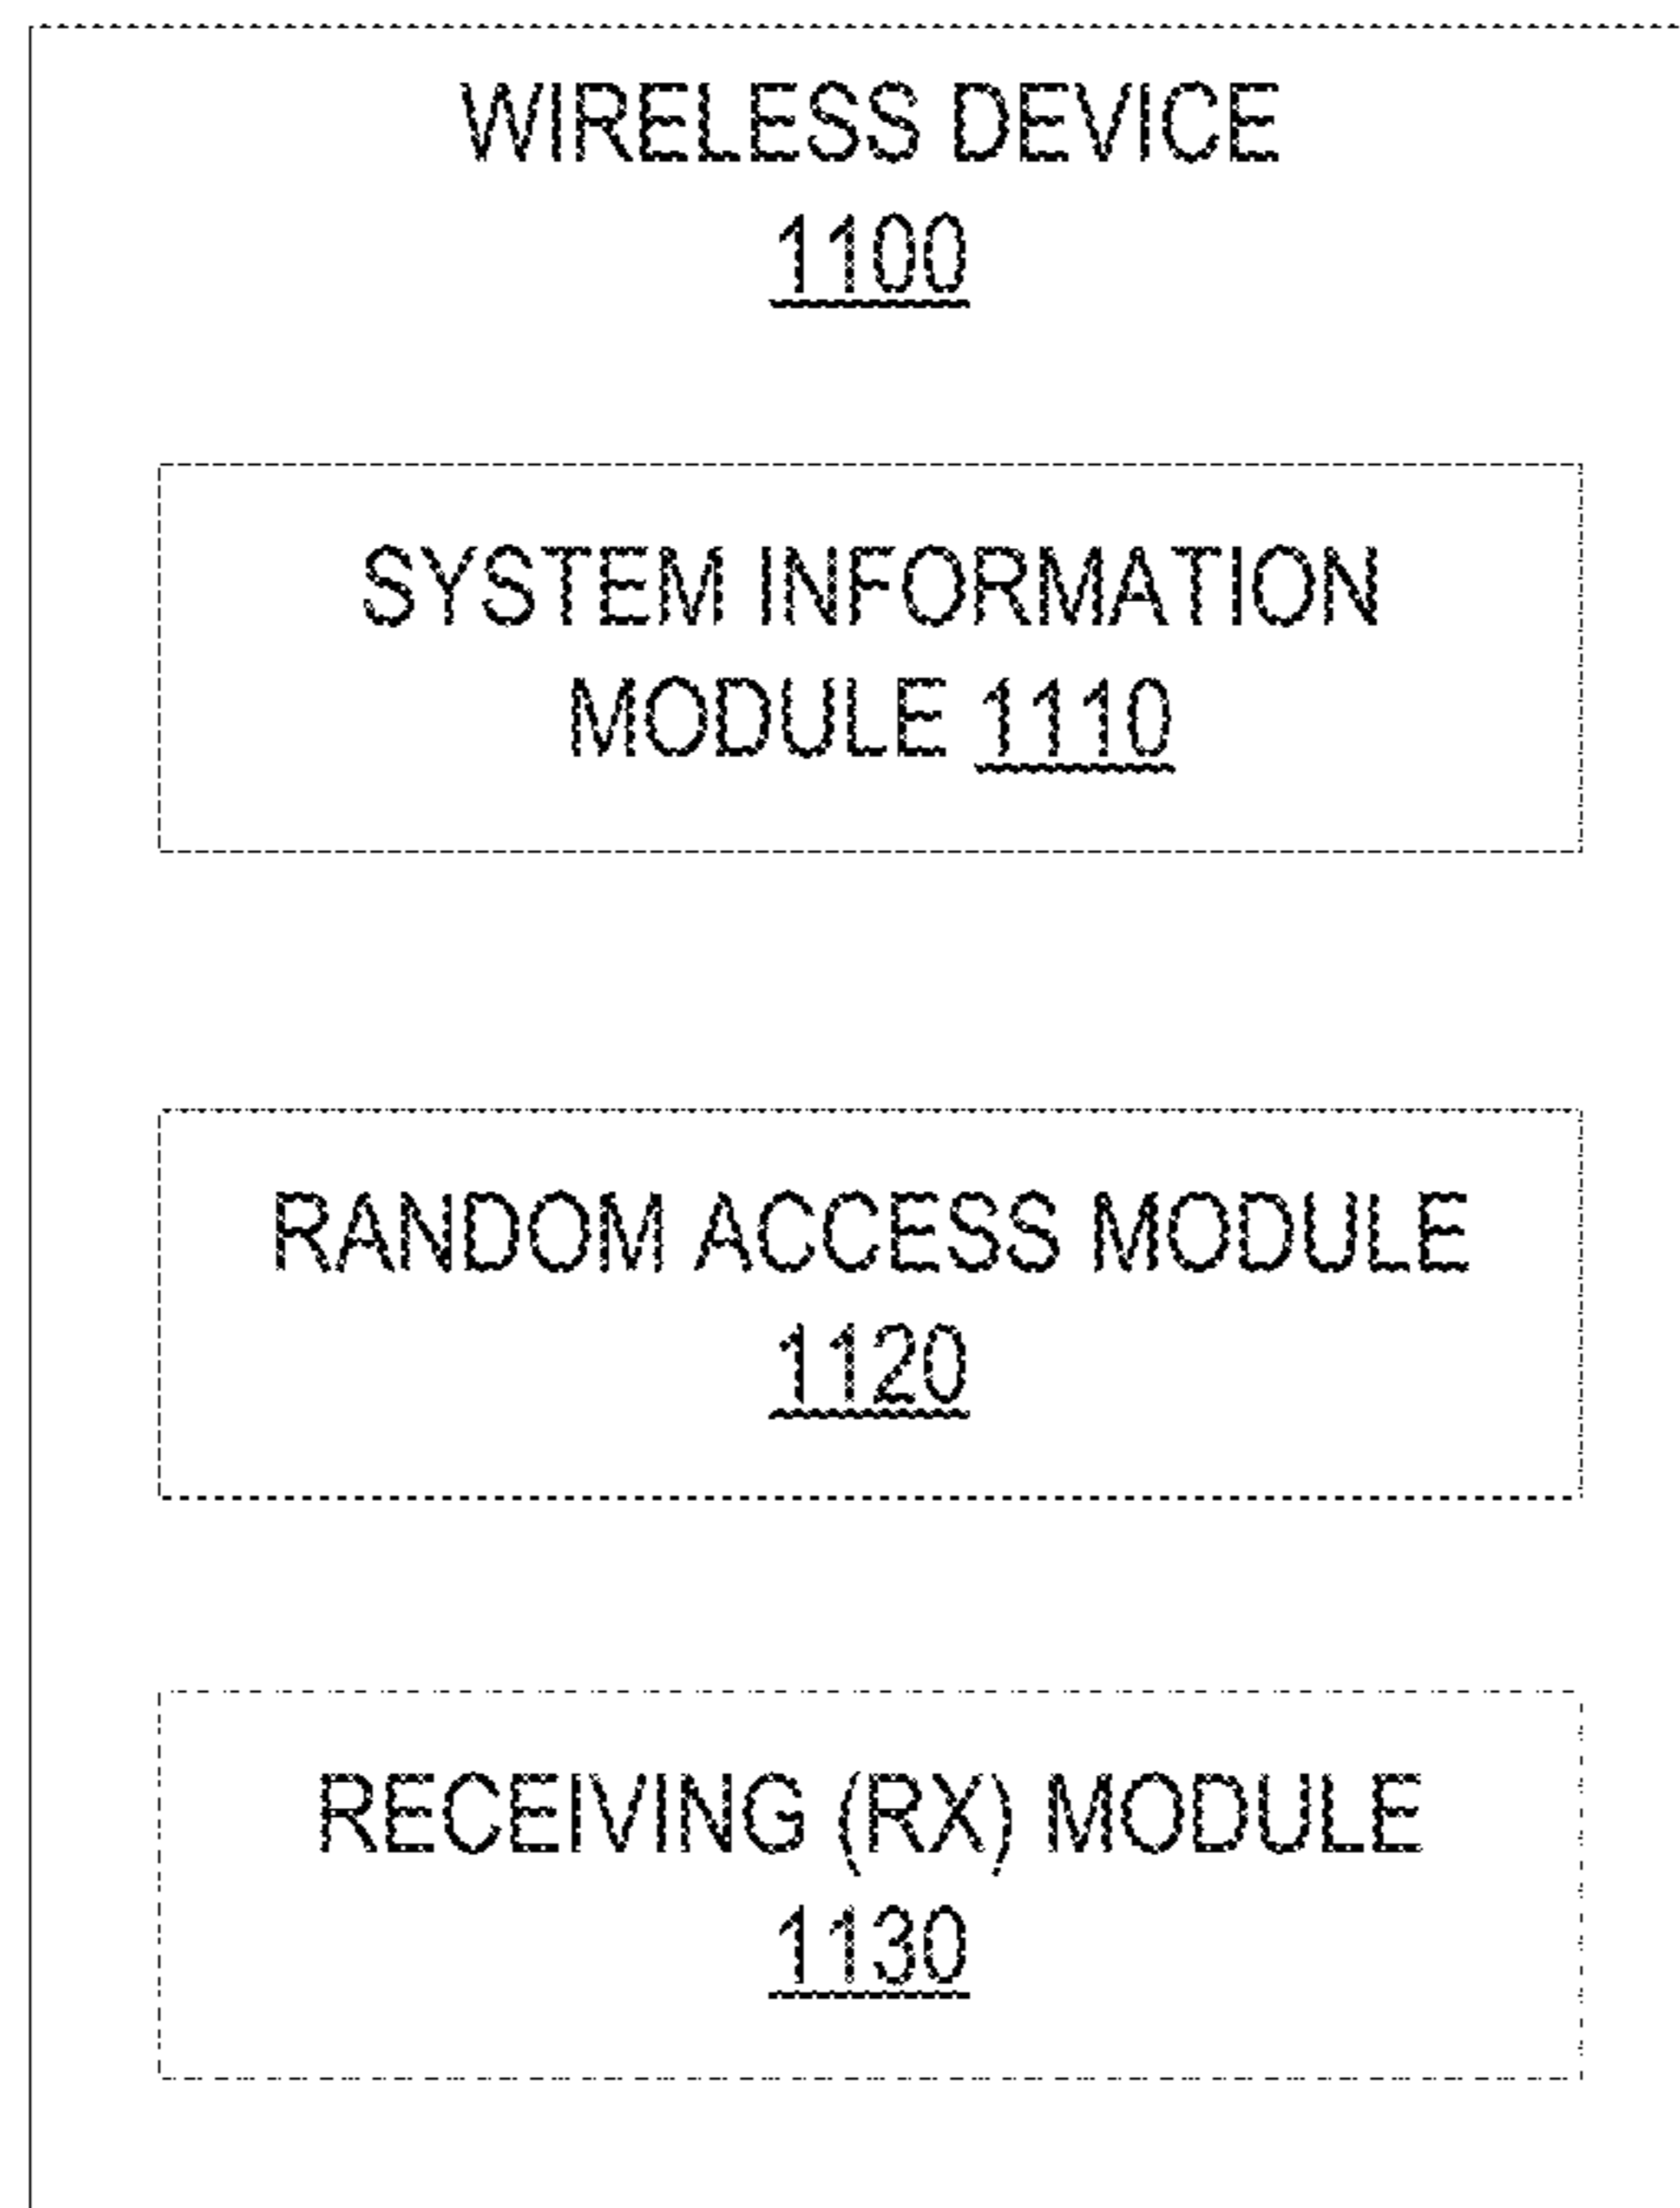 WIRELESS DEVICE
1100
SYSTEM INFORMATION
MODULE 1110
RANDOM ACCESS MODULE
1120
RECEIVING (RX) MODULE
1130